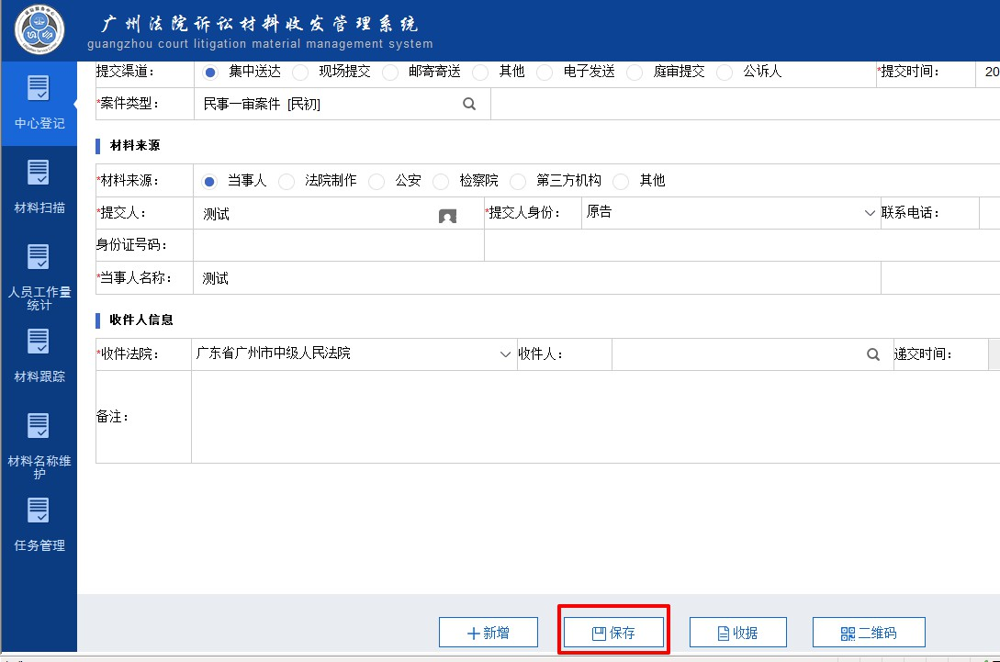 广州法院诉讼材料收发管理系统
guangzhou court litigation material management system
中心登记
材料扫描
人员工作量
统计
材料跟踪
材料名称维
护
任务管理
提交渠道： 集中送达 现场提交 邮寄寄送 其他 电子发送 庭审提交 公诉人 *提交时间： 20
*案件类型： 民事一审案件 [民初]
材料来源
*材料来源： 当事人 法院制作 公安 检察院 第三方机构 其他
*提交人： 测试 *提交人身份： 原告 联系电话：
身份证号码：
*当事人名称： 测试
收件人信息
*收件法院： 广东省广州市中级人民法院 收件人： 递交时间：
备注：
新增 保存 收据 二维码